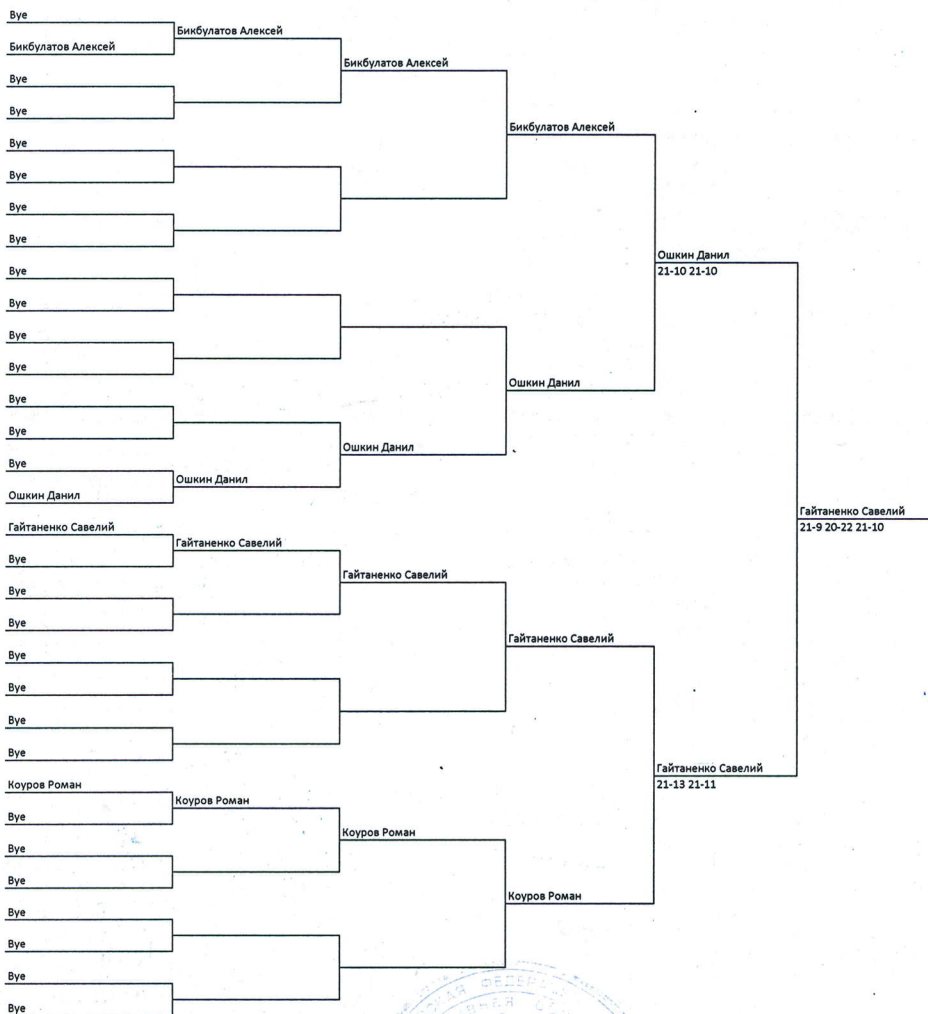 Bye
Бикбулатов Алексей
Bye
Bye
Bye
Bye
Bye
Bye
Bye
Bye
Bye
Bye
Bye
Bye
Bye
Ошкин Данил
Гайтаненко Савелий
Bye
Bye
Bye
Bye
Bye
Bye
Bye
Коуров Роман
Bye
Bye
Bye
Bye
Bye
Bye
Bye
Бикбулатов Алексей
Ошкин Данил
Гайтаненко Савелий
Коуров Роман
Бикбулатов Алексей
Ошкин Данил
Гайтаненко Савелий
Коуров Роман
Бикбулатов Алексей
Ошкин Данил
Гайтаненко Савелий
Коуров Роман
Ошкин Данил
21-10 21-10
Гайтаненко Савелий
21-13 21-11
Гайтаненко Савелий
21-9 20-22 21-10